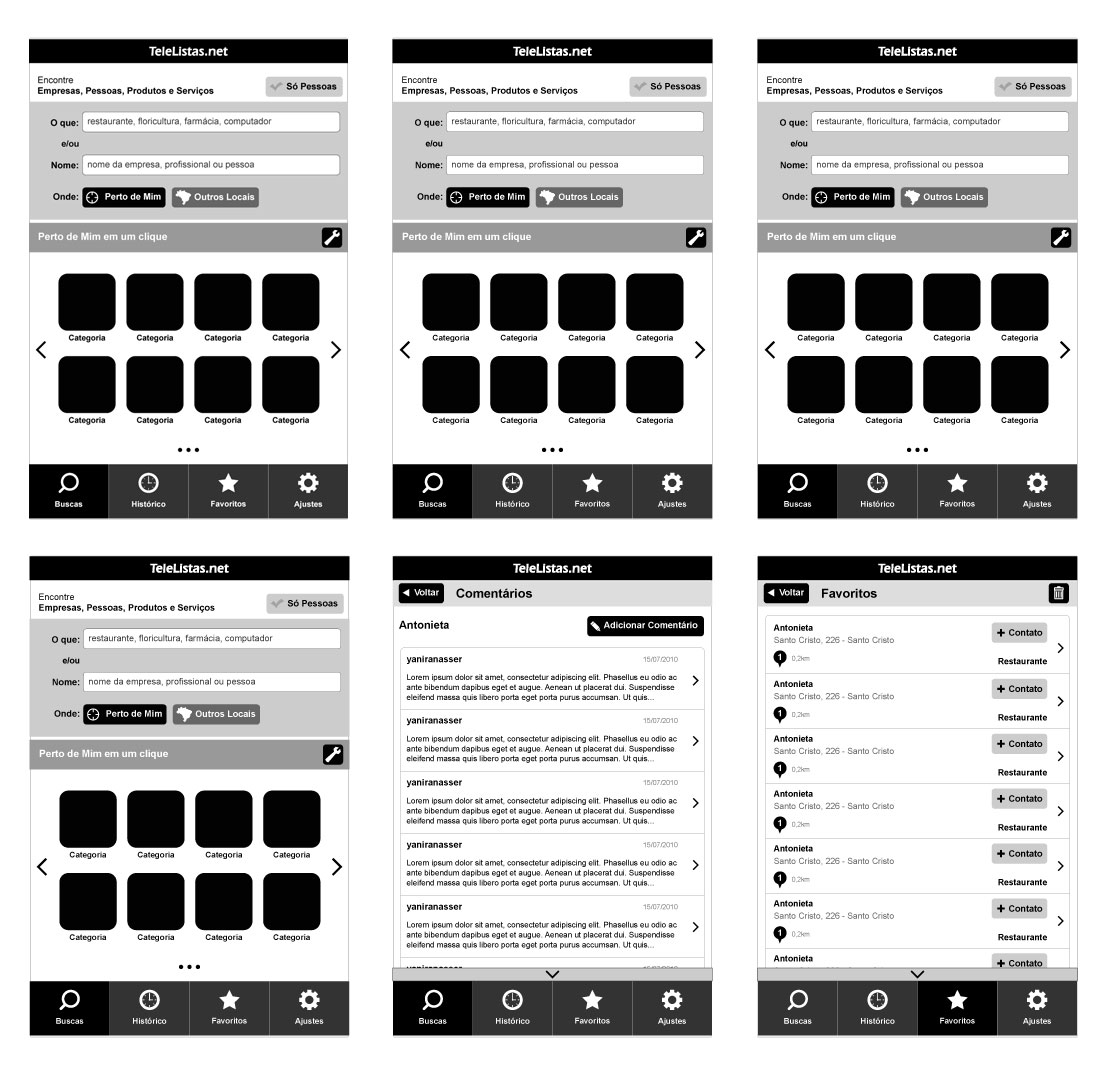 TeleListas.net
Encontre
Empresas, Pessoas, Produtos e Serviços
Só Pessoas
O que: restaurante, floricultura, farmácia, computador
e/ou
Nome: nome da empresa, profissional ou pessoa
Onde: Perto de Mim Outros Locais
Perto de Mim em um clique
Categoria Categoria Categoria Categoria
Categoria Categoria Categoria Categoria
Buscas Histórico Favoritos Ajustes
TeleListas.net
Encontre
Empresas, Pessoas, Produtos e Serviços
Só Pessoas
O que: restaurante, floricultura, farmácia, computador
e/ou
Nome: nome da empresa, profissional ou pessoa
Onde: Perto de Mim Outros Locais
Perto de Mim em um clique
Categoria Categoria Categoria Categoria
Categoria Categoria Categoria Categoria
Buscas Histórico Favoritos Ajustes
TeleListas.net
Encontre
Empresas, Pessoas, Produtos e Serviços
Só Pessoas
O que: restaurante, floricultura, farmácia, computador
e/ou
Nome: nome da empresa, profissional ou pessoa
Onde: Perto de Mim Outros Locais
Perto de Mim em um clique
Categoria Categoria Categoria Categoria
Categoria Categoria Categoria Categoria
Buscas Histórico Favoritos Ajustes
TeleListas.net
Encontre
Empresas, Pessoas, Produtos e Serviços
Só Pessoas
O que: restaurante, floricultura, farmácia, computador
e/ou
Nome: nome da empresa, profissional ou pessoa
Onde: Perto de Mim Outros Locais
Perto de Mim em um clique
Categoria Categoria Categoria Categoria
Categoria Categoria Categoria Categoria
Buscas Histórico Favoritos Ajustes
TeleListas.net
Voltar Comentários
Antonieta Adicionar Comentário
yaniranasser 15/07/2010
Lorem ipsum dolor sit amet, consectetur adipiscing elit. Phasellus eu odio ac
ante bibendum dapibus eget et augue. Aenean ut placerat dui. Suspendisse
eleifend massa quis libero porta eget porta purus accumsan. Ut quis...
yaniranasser 15/07/2010
Lorem ipsum dolor sit amet, consectetur adipiscing elit. Phasellus eu odio ac
ante bibendum dapibus eget et augue. Aenean ut placerat dui. Suspendisse
eleifend massa quis libero porta eget porta purus accumsan. Ut quis...
yaniranasser 15/07/2010
Lorem ipsum dolor sit amet, consectetur adipiscing elit. Phasellus eu odio ac
ante bibendum dapibus eget et augue. Aenean ut placerat dui. Suspendisse
eleifend massa quis libero porta eget porta purus accumsan. Ut quis...
yaniranasser 15/07/2010
Lorem ipsum dolor sit amet, consectetur adipiscing elit. Phasellus eu odio ac
ante bibendum dapibus eget et augue. Aenean ut placerat dui. Suspendisse
eleifend massa quis libero porta eget porta purus accumsan. Ut quis...
yaniranasser 15/07/2010
Lorem ipsum dolor sit amet, consectetur adipiscing elit. Phasellus eu odio ac
ante bibendum dapibus eget et augue. Aenean ut placerat dui. Suspendisse
eleifend massa quis libero porta eget porta purus accumsan. Ut quis...
Buscas Histórico Favoritos Ajustes
TeleListas.net
Voltar Favoritos
Antonieta
Santo Cristo, 226 - Santo Cristo
+ Contato
1 0,2km
Restaurante
Antonieta
Santo Cristo, 226 - Santo Cristo
+ Contato
1 0,2km
Restaurante
Antonieta
Santo Cristo, 226 - Santo Cristo
+ Contato
1 0,2km
Restaurante
Antonieta
Santo Cristo, 226 - Santo Cristo
+ Contato
1 0,2km
Restaurante
Antonieta
Santo Cristo, 226 - Santo Cristo
+ Contato
1 0,2km
Restaurante
Antonieta
Santo Cristo, 226 - Santo Cristo
+ Contato
1 0,2km
Restaurante
Antonieta
+ Contato
Buscas Histórico Favoritos Ajustes